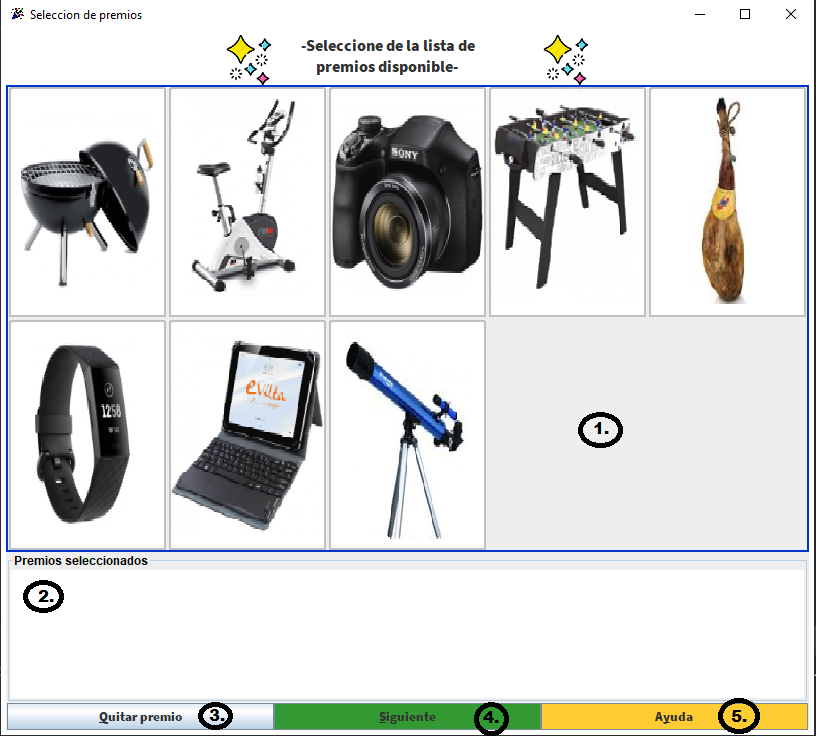 Seleccion de premios
-Seleccione de la lista de
premios disponible-
SONY
12:58
eVitta
1.
Premios seleccionados
2.
Quitar premio 3.
Siguiente 4.
Ayuda 5.